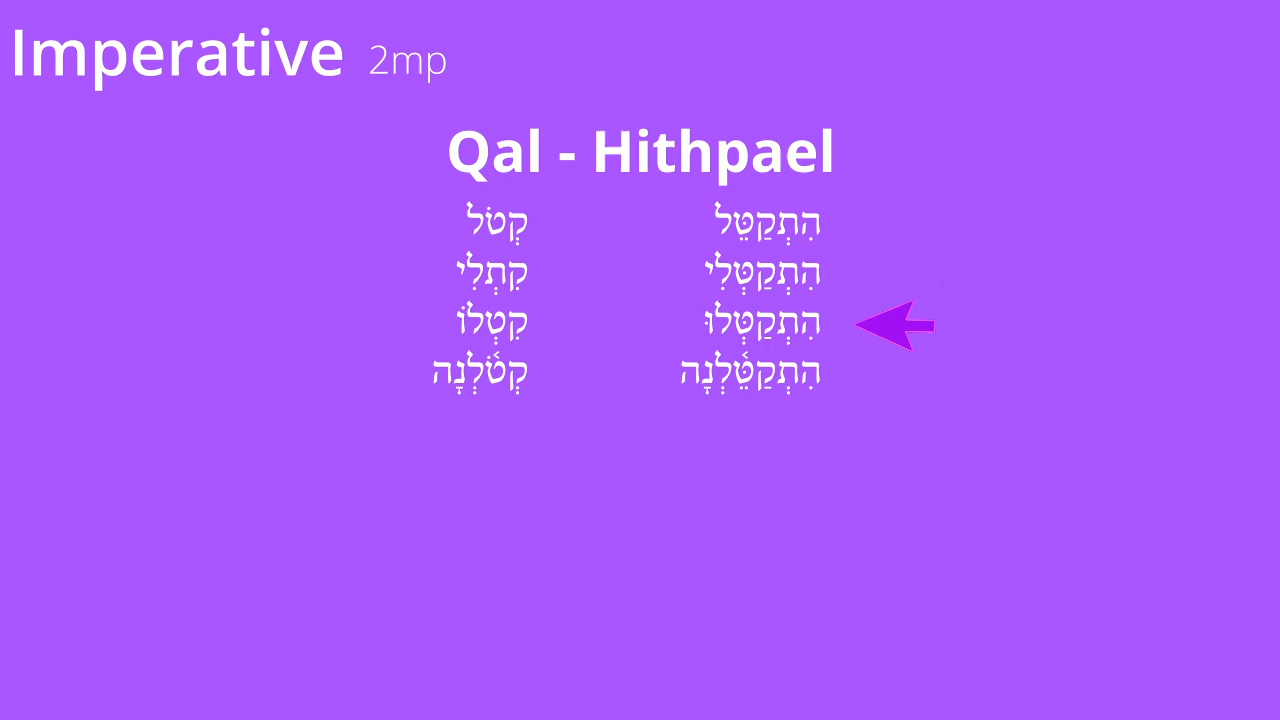 Imperative 2mp
Qal - Hithpael
קְטֹל הִתְקַטֵּל
קִתְלִי הִתְקַטְּלִי
קִטְלוֹ הִתְקַטְּלוּ
קְטֹ֫לְנָה הִתְקַטֵּ֫לְנָה